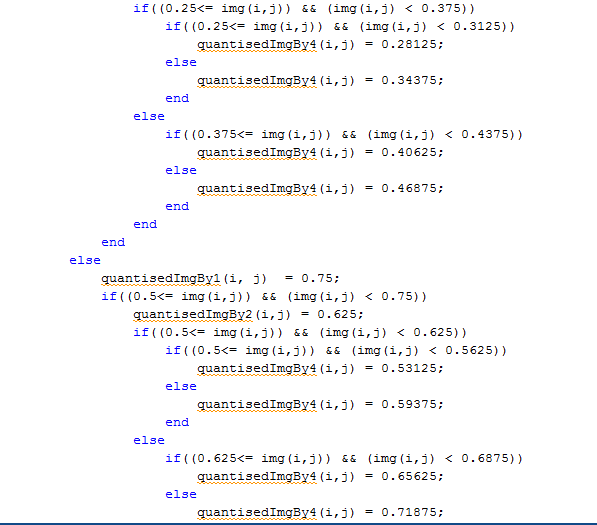 if((0.25<= img(i,j)) && (img(i,j) < 0.375))
if((0.25<= img(i,j)) && (img(i,j) < 0.3125))
quantisedImgBy4(i,j) = 0.28125;
else
quantisedImgBy4(i,j) = 0.34375;
end
else
if((0.375<= img(i,j)) && (img(i,j) < 0.4375))
quantisedImgBy4(i,j) = 0.40625;
else
quantisedImgBy4(i,j) = 0.46875;
end
end
end
else
quantisedImgBy1(i, j)  = 0.75;
if((0.5<= img(i,j)) && (img(i,j) < 0.75))
quantisedImgBy2(i,j) = 0.625;
if((0.5<= img(i,j)) && (img(i,j) < 0.625))
if((0.5<= img(i,j)) && (img(i,j) < 0.5625))
quantisedImgBy4(i,j) = 0.53125;
else
quantisedImgBy4(i,j) = 0.59375;
end
else
if((0.625<= img(i,j)) && (img(i,j) < 0.6875))
quantisedImgBy4(i,j) = 0.65625;
else
quantisedImgBy4(i,j) = 0.71875;